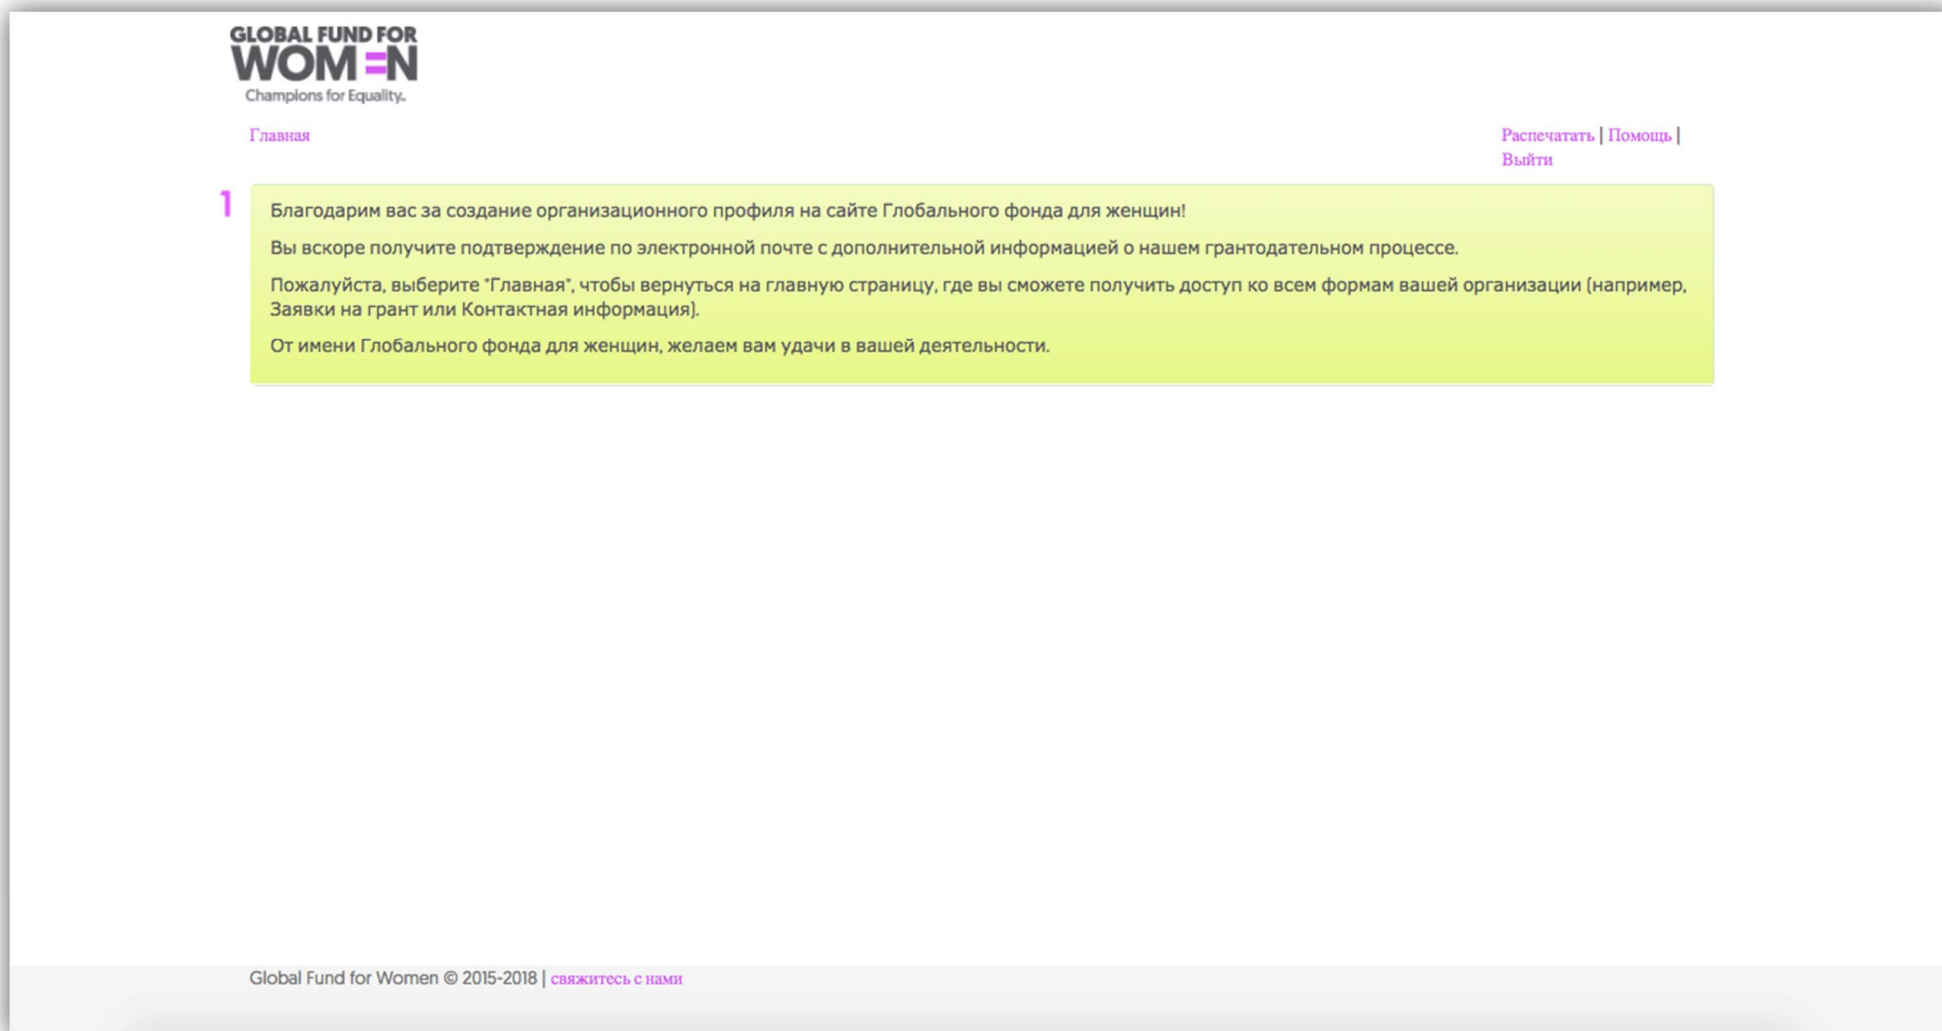 GLOBAL FUND FOR
WOMEN
Champions for Equality™
Главная
Распечатать | Помощь |
Выйти
1
Благодарим вас за создание организационного профиля на сайте Глобального фонда для женщин!
Вы вскоре получите подтверждение по электронной почте с дополнительной информацией о нашем грантодательном процессе.
Пожалуйста, выберите "Главная", чтобы вернуться на главную страницу, где вы сможете получить доступ ко всем формам вашей организации (например,
Заявки на грант или Контактная информация).
От имени Глобального фонда для женщин, желаем вам удачи в вашей деятельности.
Global Fund for Women © 2015-2018 | свяжитесь с нами